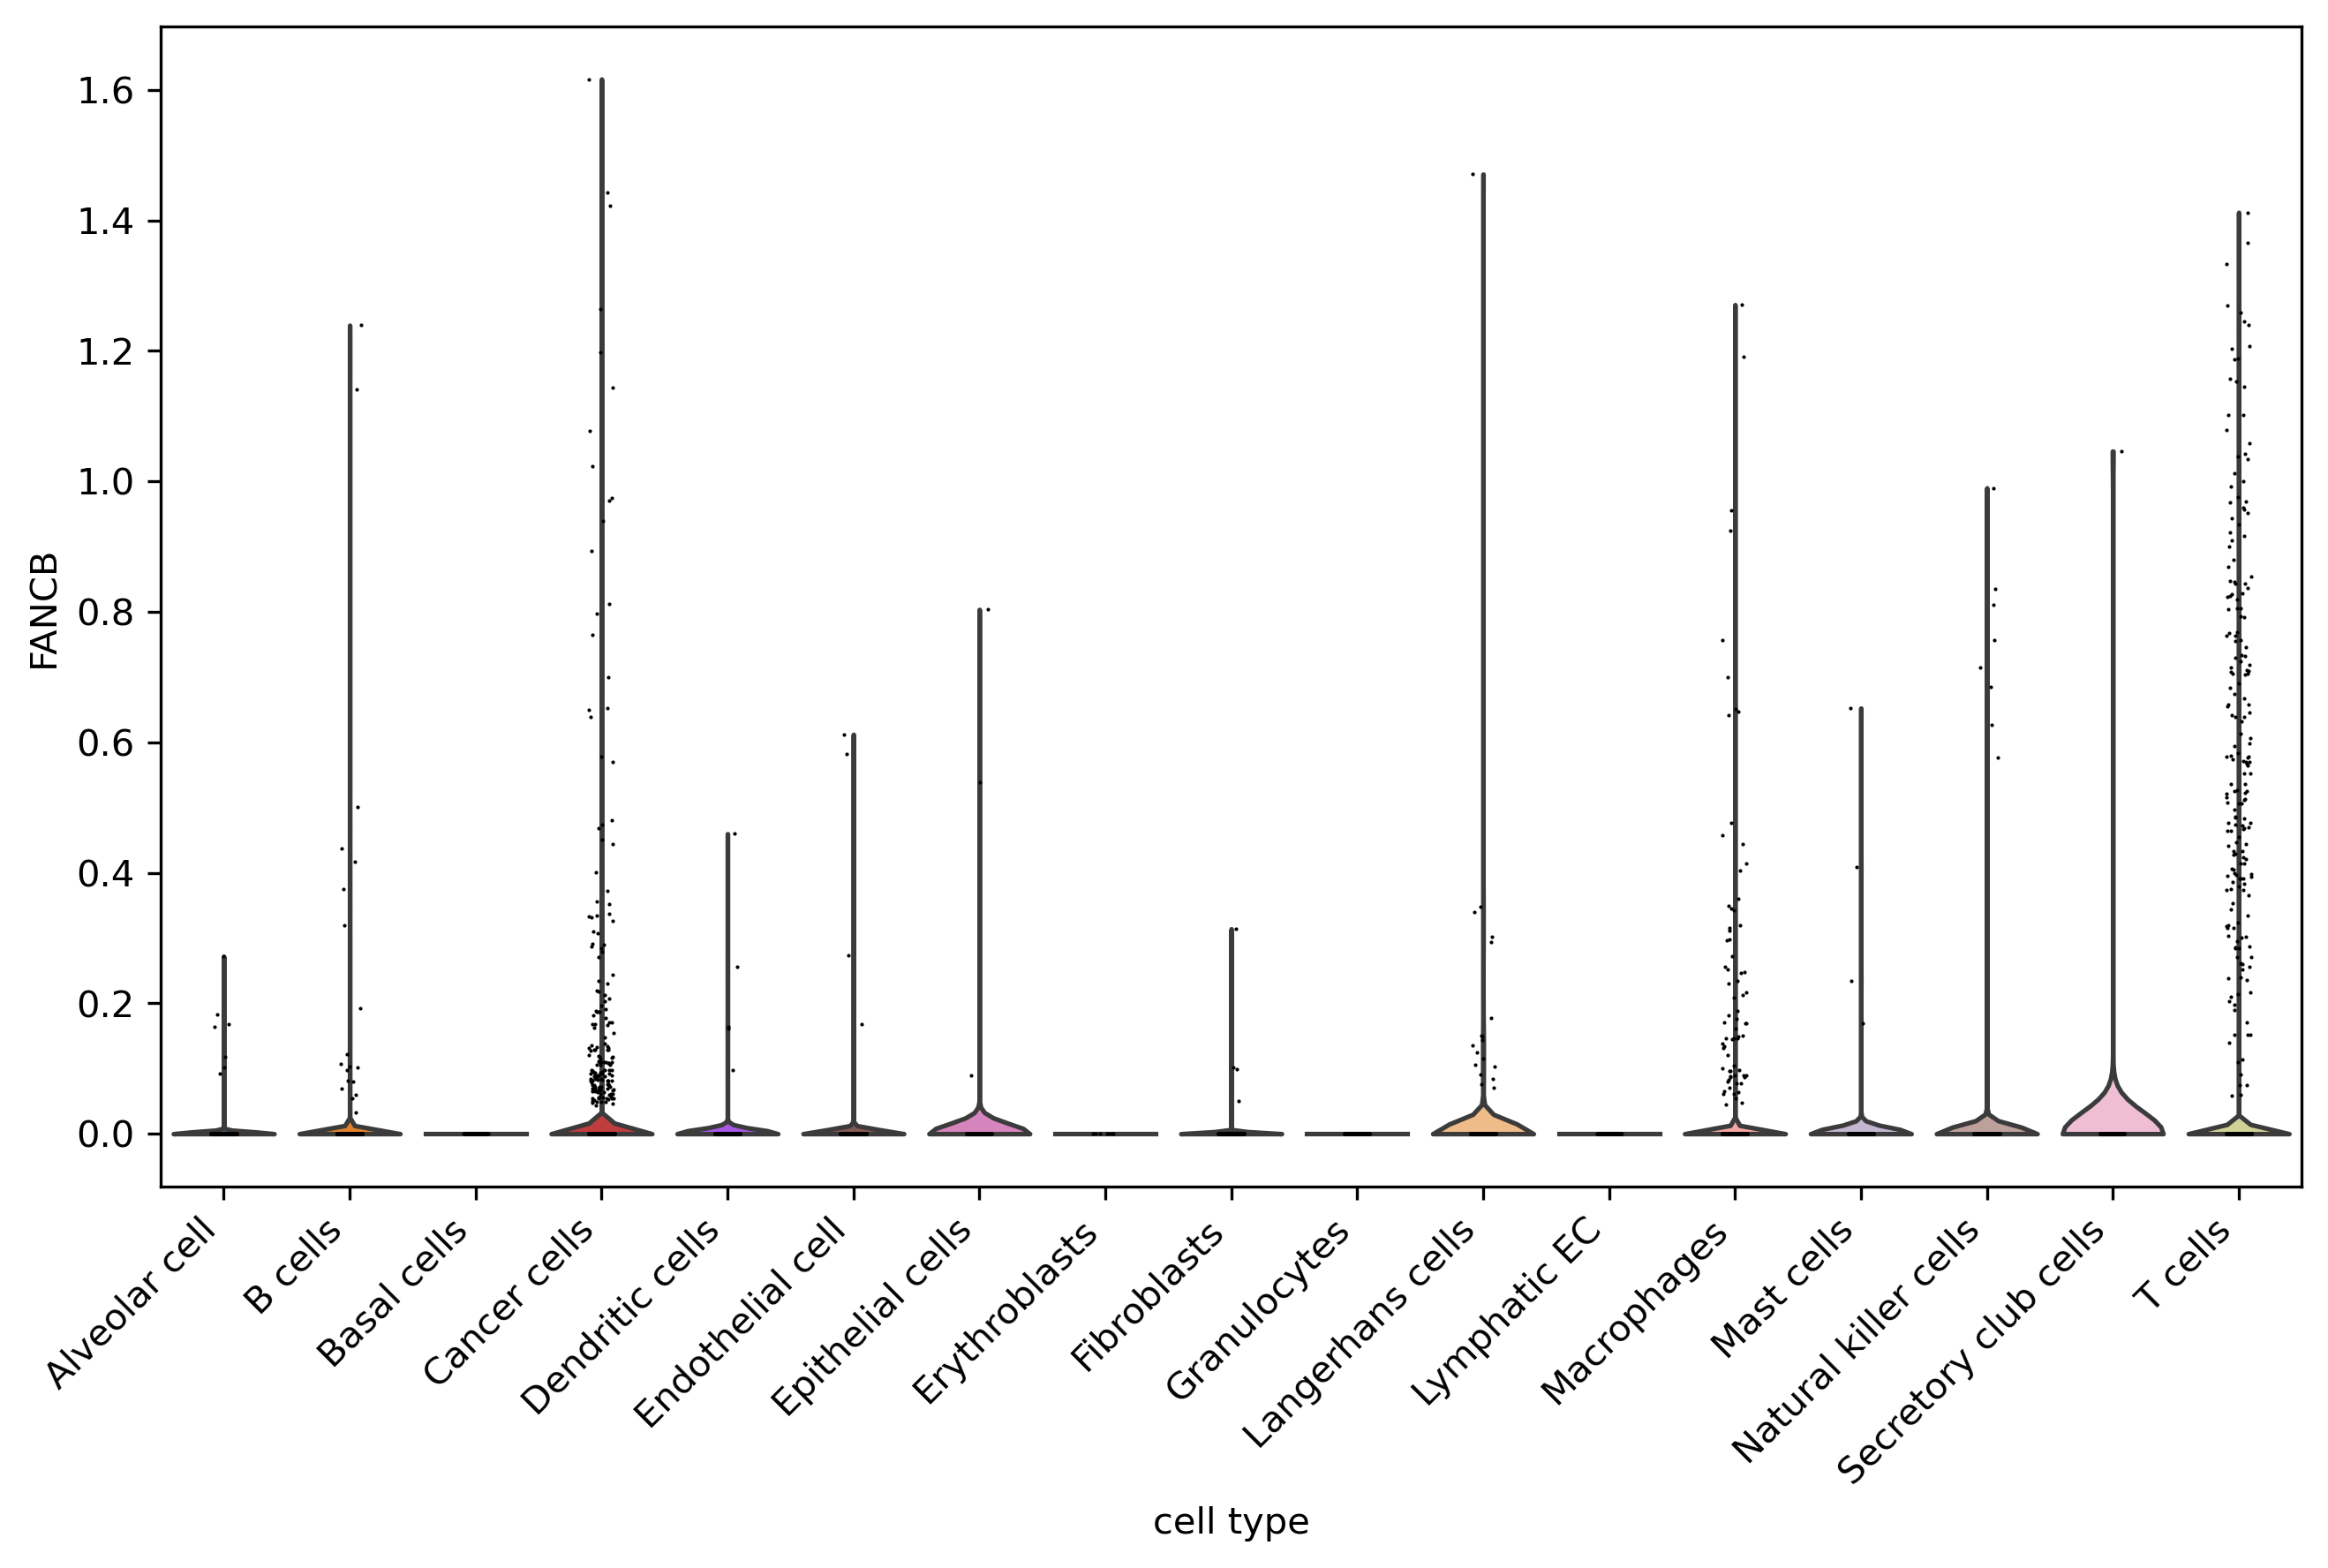 1.6
1.4
1.2
1.0
0.8
0.6
0.4
0.2
0.0
FANCB
Alveolar cell
B cells
Basal cells
Cancer cells
Dendritic cells
Endothelial cell
Epithelial cells
Erythroblasts
Fibroblasts
Granulocytes
Langerhans cells
Lymphatic EC
Macrophages
Mast cells
Natural killer cells
Secretory club cells
T cells
cell type